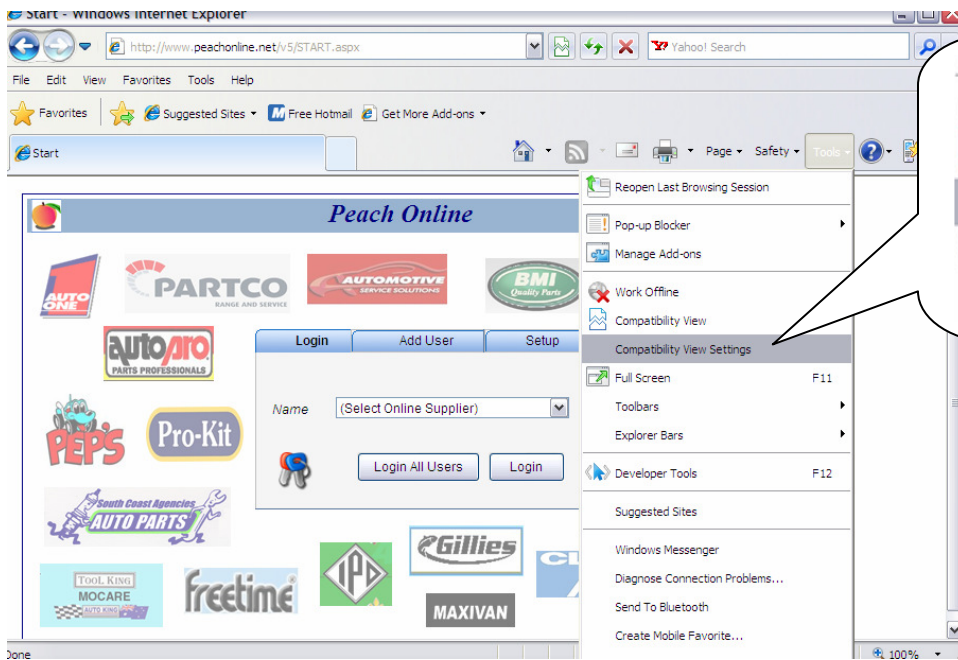 Start - Windows Internet Explorer
http://www.peachonline.net/v5/START.aspx
Yahoo! Search
File Edit View Favorites Tools Help
Favorites Suggested Sites Free Hotmail Get More Add-ons
Start Page Safety Tools
Reopen Last Browsing Session
Pop-up Blocker
Manage Add-ons
Work Offline
Compatibility View
Compatibility View Settings
Full Screen F11
Toolbars
Explorer Bars
Developer Tools F12
Suggested Sites
Windows Messenger
Diagnose Connection Problems...
Send To Bluetooth
Create Mobile Favorite...
Peach Online
AUTO ONE
PARTCO
RANGE AND SERVICE
AUTOMOTIVE
SERVICE SOLUTIONS
BMI
Quality Parts
autopro
PARTS PROFESSIONALS
Login Add User Setup
Name (Select Online Supplier)
Login All Users Login
PEP'S
Pro-Kit
South Coast Agencies
AUTO PARTS
TOOL KING
MOCARE
AUTO KING
freetime
IPD
Gillies
MAXIVAN
Done
100%